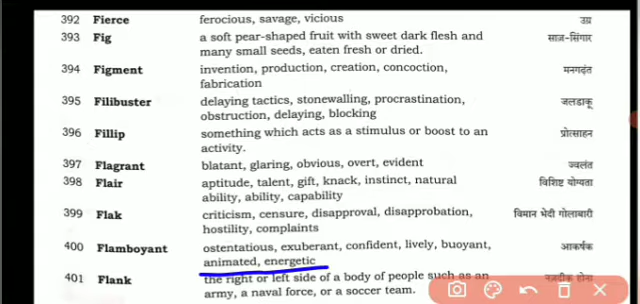 392 Fierce ferocious, savage, vicious उग्र
393 Fig a soft pear-shaped fruit with sweet dark flesh and साज-सिंगार
many small seeds, eaten fresh or dried.
394 Figment invention, production, creation, concoction, मनगढ़ंत
fabrication
395 Filibuster delaying tactics, stonewalling, procrastination, जलडाकू
obstruction, delaying, blocking
396 Fillip something which acts as a stimulus or boost to an प्रोत्साहन
activity.
397 Flagrant blatant, glaring, obvious, overt, evident ज्वलंत
398 Flair aptitude, talent, gift, knack, instinct, natural विशिष्ट योग्यता
ability, ability, capability
399 Flak criticism, censure, disapproval, disapprobation, विमान भेदी गोलाबारी
hostility, complaints
400 Flamboyant ostentatious, exuberant, confident, lively, buoyant, आकर्षक
animated, energetic
401 Flank the right or left side of a body of people such as an
army, a naval force, or a soccer team.